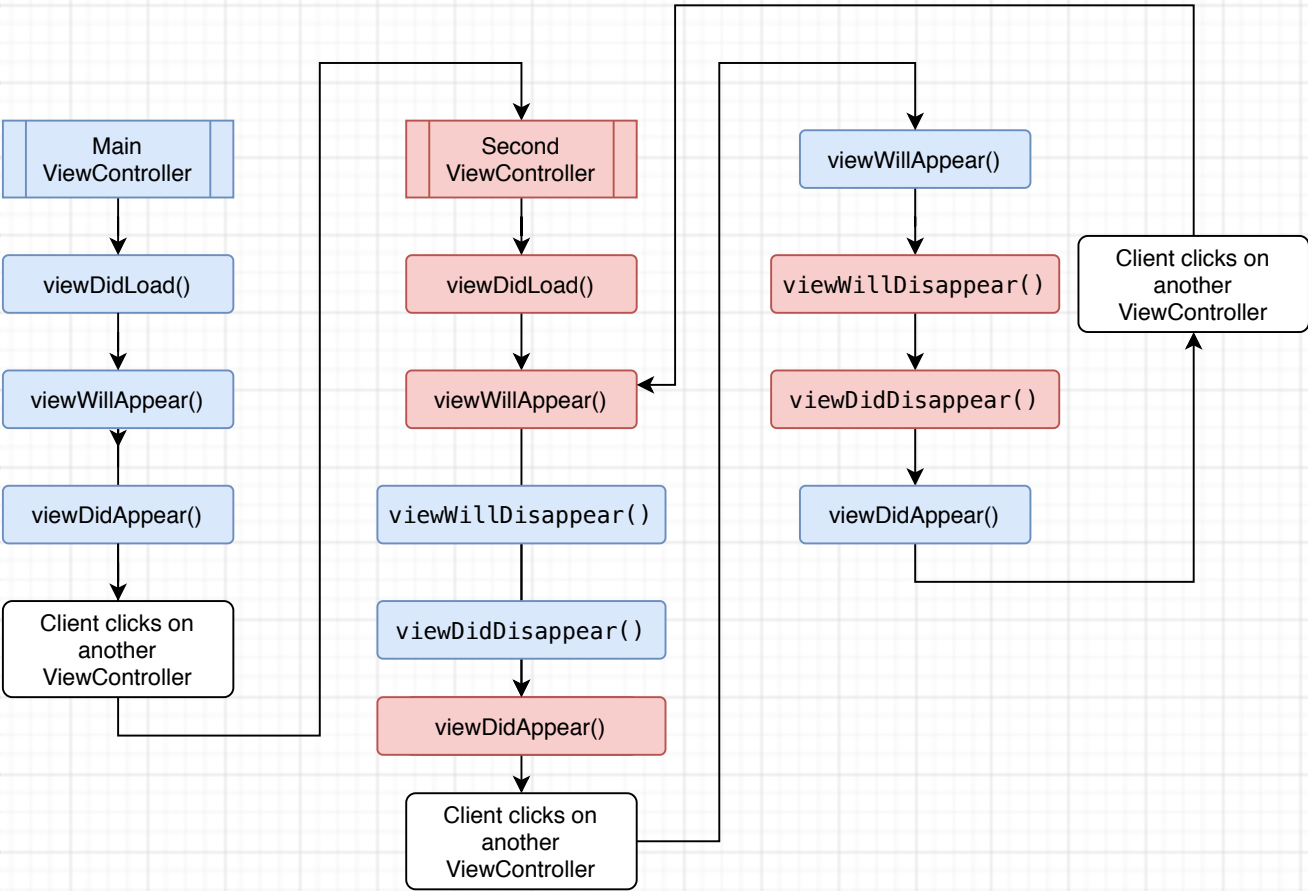 Main
ViewController
viewDidLoad()
viewWillAppear()
viewDidAppear()
Client clicks on
another
ViewController
Second
ViewController
viewDidLoad()
viewWillAppear()
viewWillDisappear()
viewDidDisappear()
viewDidAppear()
Client clicks on
another
ViewController
viewWillAppear()
viewWillDisappear()
viewDidDisappear()
viewDidAppear()
Client clicks on
another
ViewController